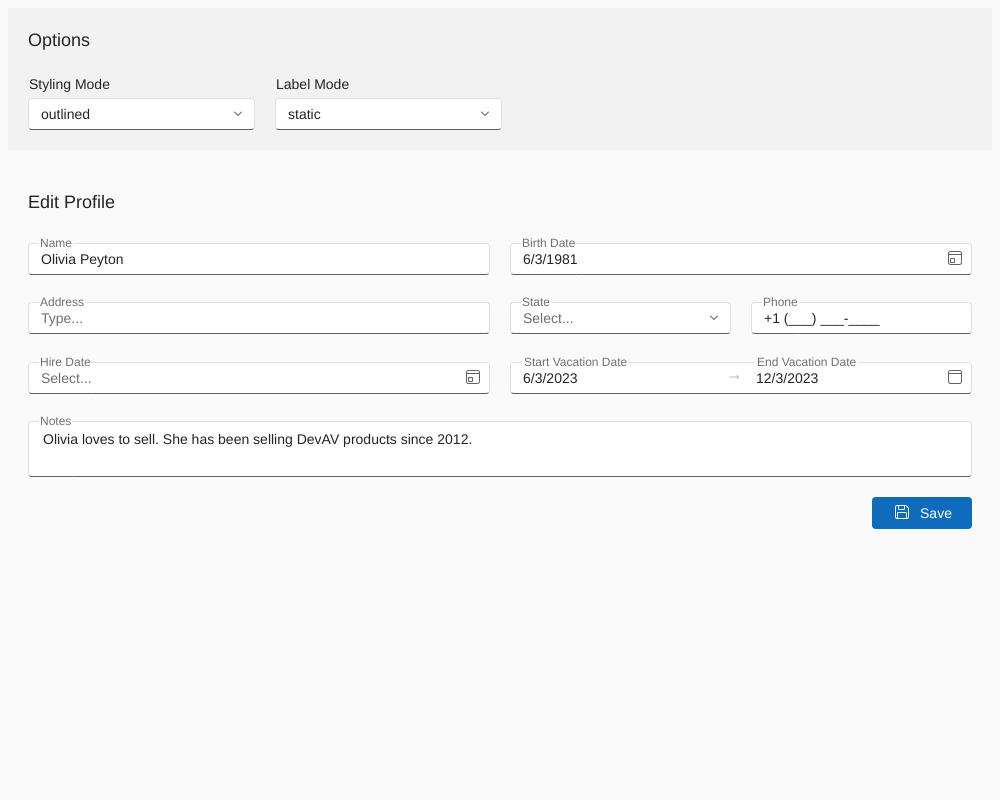 Options
Styling Mode
Label Mode
outlined
static
Edit Profile
Name
Olivia Peyton
Birth Date
6/3/1981
Address
Type...
State
Select...
Phone
+1 (___) ___-____
Hire Date
Select...
Start Vacation Date
6/3/2023
→
End Vacation Date
12/3/2023
Notes
Olivia loves to sell. She has been selling DevAV products since 2012.
Save